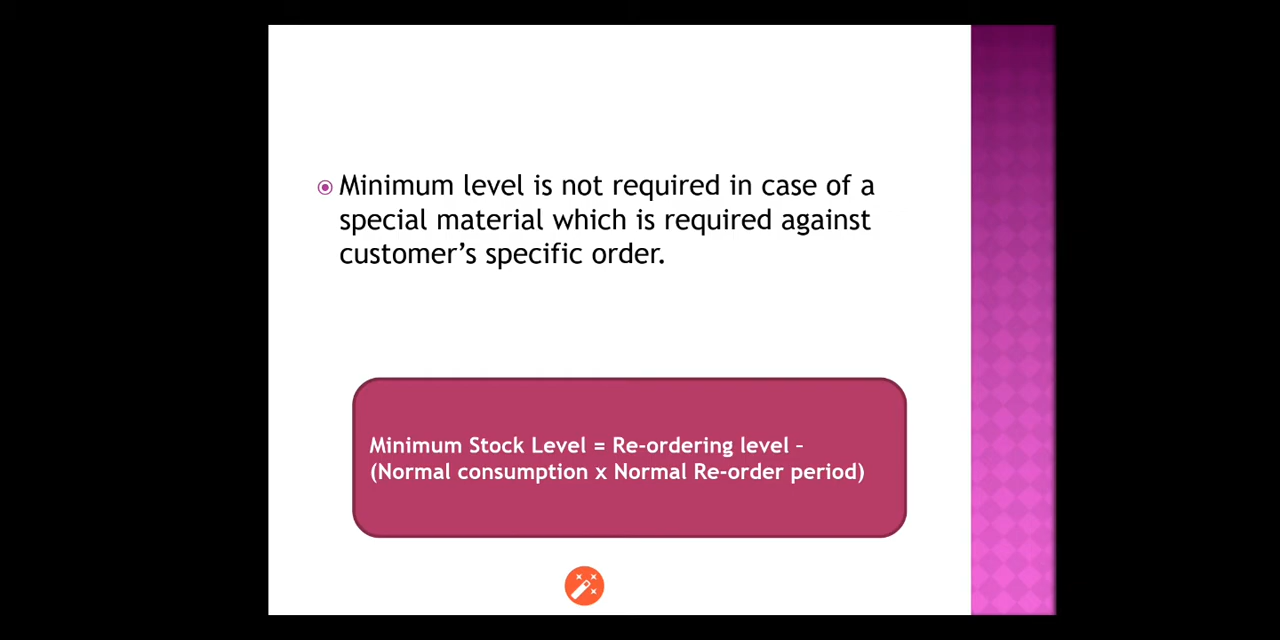 Minimum level is not required in case of a
special material which is required against
customer’s specific order.
Minimum Stock Level = Re-ordering level –
(Normal consumption x Normal Re-order period)